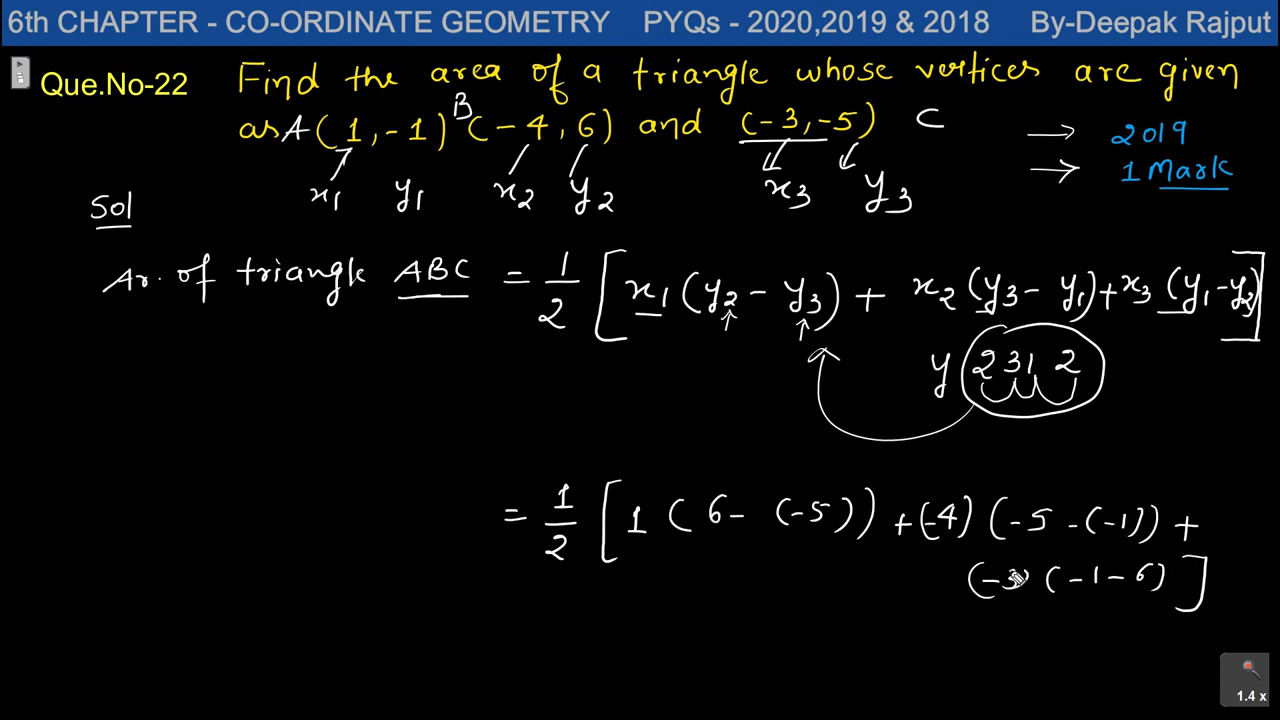 6th CHAPTER - CO-ORDINATE GEOMETRY PYQs - 2020,2019 & 2018 By-Deepak Rajput
Que.No-22 Find the area of a triangle whose vertices are given
as A (1, -1) B (-4, 6) and (-3, -5) C → 2019
→ 1 Mark
x1 y1 x2 y2 x3 y3
Sol
Ar. of triangle ABC = 1/2 [x1 (y2 - y3) + x2 (y3 - y1) + x3 (y1 - y2)]
y 2 3 1 2
= 1/2 [1 (6 - (-5)) + (-4) (-5 - (-1)) +
(-3) (-1 - 6)]
1.4 x